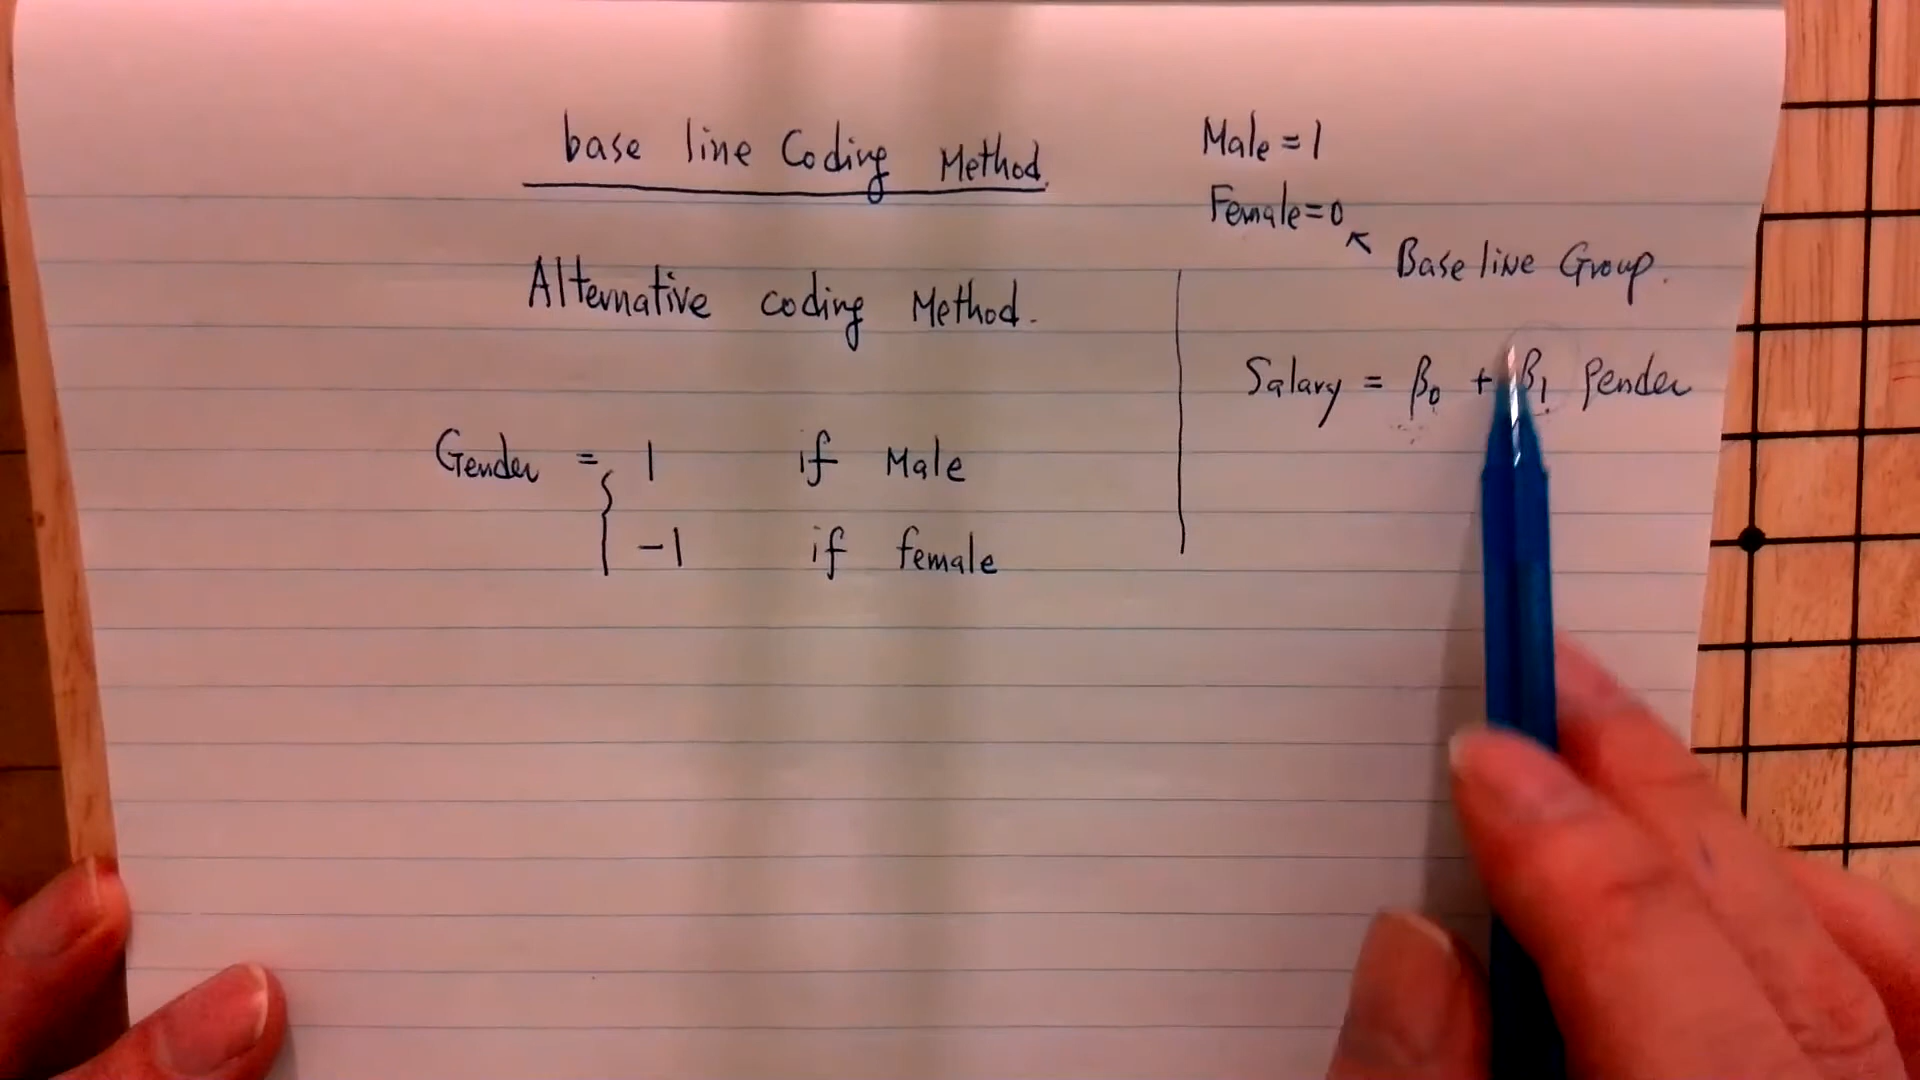 base line Coding Method.
Alternative coding Method.
Gender = 1 if Male
-1 if female
Male = 1
Female = 0
Base line Group.
Salary = β0 + β1 gender